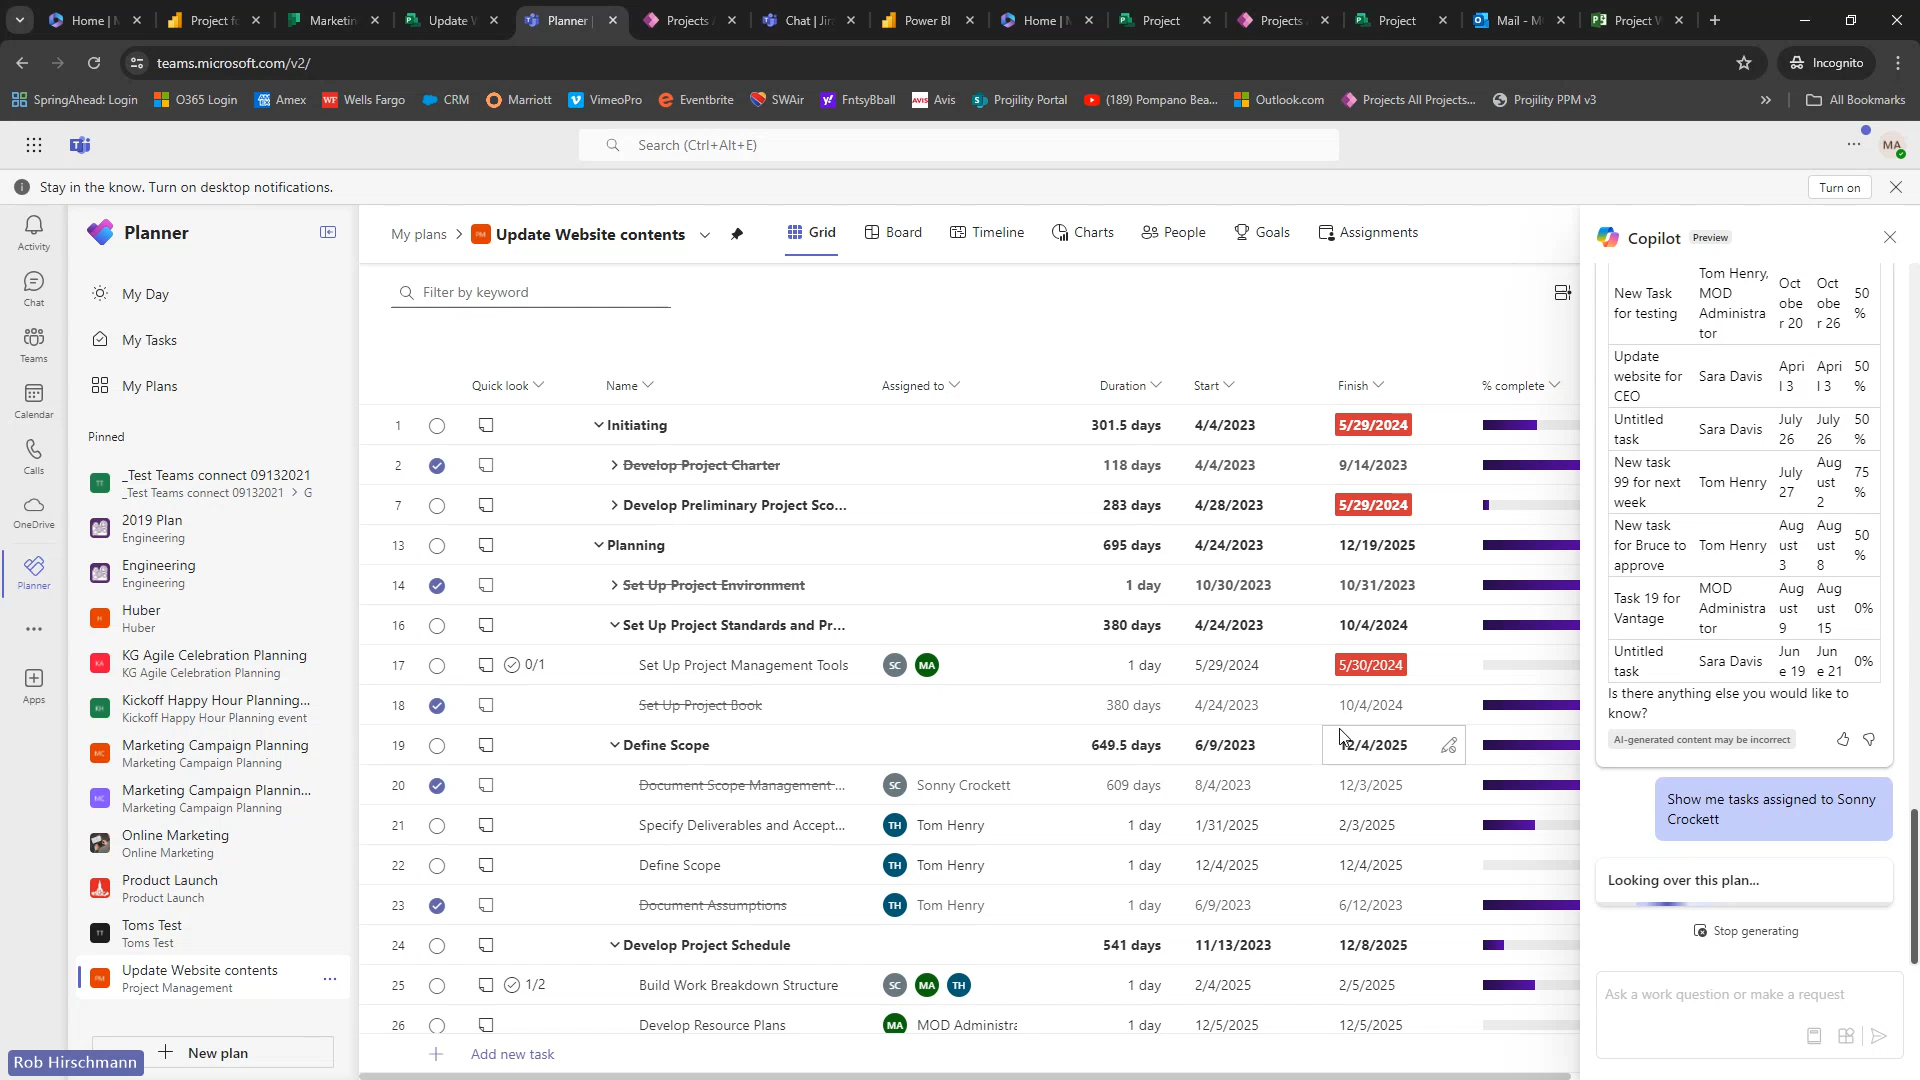 Home | M
Project fo
Marketin
Update W
Planner |
Projects A
Chat | Jim
Power BI
Home | M
Project
Projects
Project
Mail - M
Project W
teams.microsoft.com/v2/
Incognito
SpringAhead: Login
O365 Login
Amex
Wells Fargo
CRM
Marriott
VimeoPro
Eventbrite
SWAir
FntsyBball
Avis
Projility Portal
(189) Pompano Bea...
Outlook.com
Projects All Projects...
Projility PPM v3
All Bookmarks
Search (Ctrl+Alt+E)
MA
Stay in the know. Turn on desktop notifications.
Turn on
Activity
Chat
Teams
Calendar
Calls
OneDrive
Planner
Apps
Planner
My Day
My Tasks
My Plans
Pinned
TT
_Test Teams connect 09132021
_Test Teams connect 09132021 > G
2019 Plan
Engineering
Engineering
Engineering
H
Huber
Huber
KA
KG Agile Celebration Planning
KG Agile Celebration Planning
KH
Kickoff Happy Hour Planning...
Kickoff Happy Hour Planning event
MC
Marketing Campaign Planning
Marketing Campaign Planning
MC
Marketing Campaign Plannin...
Marketing Campaign Planning
Online Marketing
Online Marketing
Product Launch
Product Launch
TT
Toms Test
Toms Test
PM
Update Website contents
Project Management
New plan
Rob Hirschmann
My plans > PM Update Website contents
Grid
Board
Timeline
Charts
People
Goals
Assignments
Filter by keyword
Quick look Name Assigned to Duration Start Finish % complete
1 Initiating 301.5 days 4/4/2023 5/29/2024
2 Develop Project Charter 118 days 4/4/2023 9/14/2023
7 Develop Preliminary Project Sco... 283 days 4/28/2023 5/29/2024
13 Planning 695 days 4/24/2023 12/19/2025
14 Set Up Project Environment 1 day 10/30/2023 10/31/2023
16 Set Up Project Standards and Pr... 380 days 4/24/2023 10/4/2024
17 0/1 Set Up Project Management Tools SC MA 1 day 5/29/2024 5/30/2024
18 Set Up Project Book 380 days 4/24/2023 10/4/2024
19 Define Scope 649.5 days 6/9/2023 12/4/2025
20 Document Scope Management ... SC Sonny Crockett 609 days 8/4/2023 12/3/2025
21 Specify Deliverables and Accept... TH Tom Henry 1 day 1/31/2025 2/3/2025
22 Define Scope TH Tom Henry 1 day 12/4/2025 12/4/2025
23 Document Assumptions TH Tom Henry 1 day 6/9/2023 6/12/2023
24 Develop Project Schedule 541 days 11/13/2023 12/8/2025
25 1/2 Build Work Breakdown Structure SC MA TH 1 day 2/4/2025 2/5/2025
26 Develop Resource Plans MA MOD Administra 1 day 12/5/2025 12/5/2025
Add new task
Copilot Preview
New Task for testing Tom Henry, MOD Administrator October 20 October 26 50%
Update website for CEO Sara Davis April 3 April 3 50%
Untitled task Sara Davis July 26 July 26 50%
New task 99 for next week Tom Henry July 27 August 2 75%
New task for Bruce to approve Tom Henry August 3 August 8 50%
Task 19 for Vantage MOD Administrator August 9 August 15 0%
Untitled task Sara Davis June 19 June 21 0%
Is there anything else you would like to
know?
AI-generated content may be incorrect
Show me tasks assigned to Sonny
Crockett
Looking over this plan...
Stop generating
Ask a work question or make a request